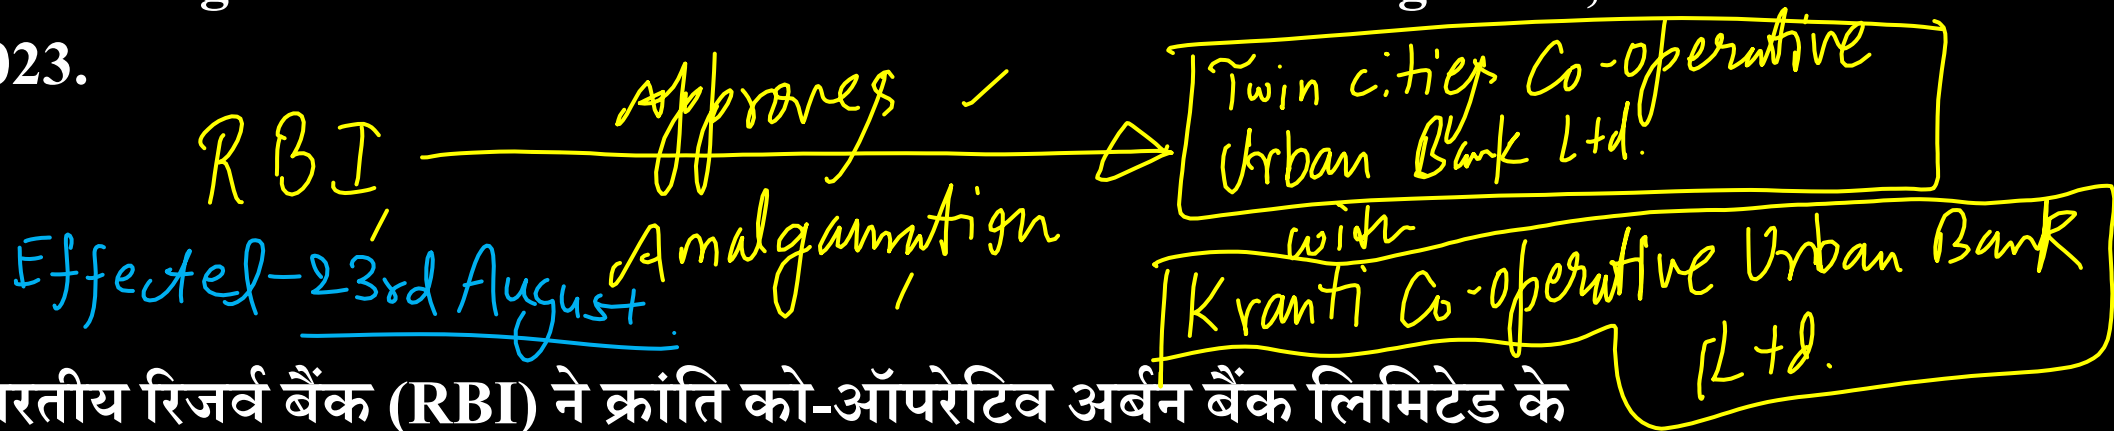 023.
RBI
Approves
Amalgamation
Twin cities Co-operative
Urban Bank Ltd.
with
Kranti Co-operative Urban Bank
Ltd.
Effected-23rd August.
रतीय रिजर्व बैंक (RBI) ने क्रांति को-ऑपरेटिव अर्बन बैंक लिमिटेड के